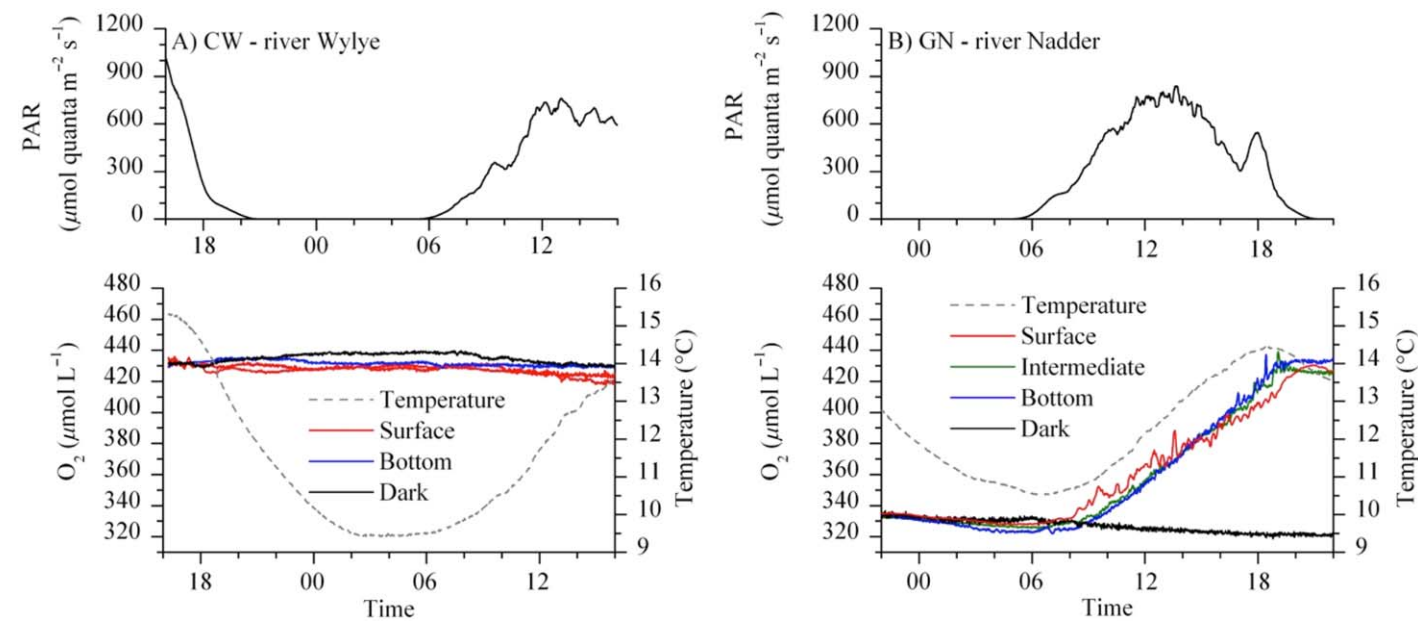 A) CW - river Wylye
PAR
(μmol quanta m⁻² s⁻¹)
1200
900
600
300
0
18
00
06
12
B) GN - river Nadder
PAR
(μmol quanta m⁻² s⁻¹)
1200
900
600
300
0
00
06
12
18
O₂ (μmol L⁻¹)
480
460
440
420
400
380
360
340
320
Temperature
Surface
Bottom
Dark
16
15
14
13
12
11
10
9
Temperature (°C)
18
00
06
12
Time
O₂ (μmol L⁻¹)
480
460
440
420
400
380
360
340
320
Temperature
Surface
Intermediate
Bottom
Dark
16
15
14
13
12
11
10
9
Temperature (°C)
00
06
12
18
Time